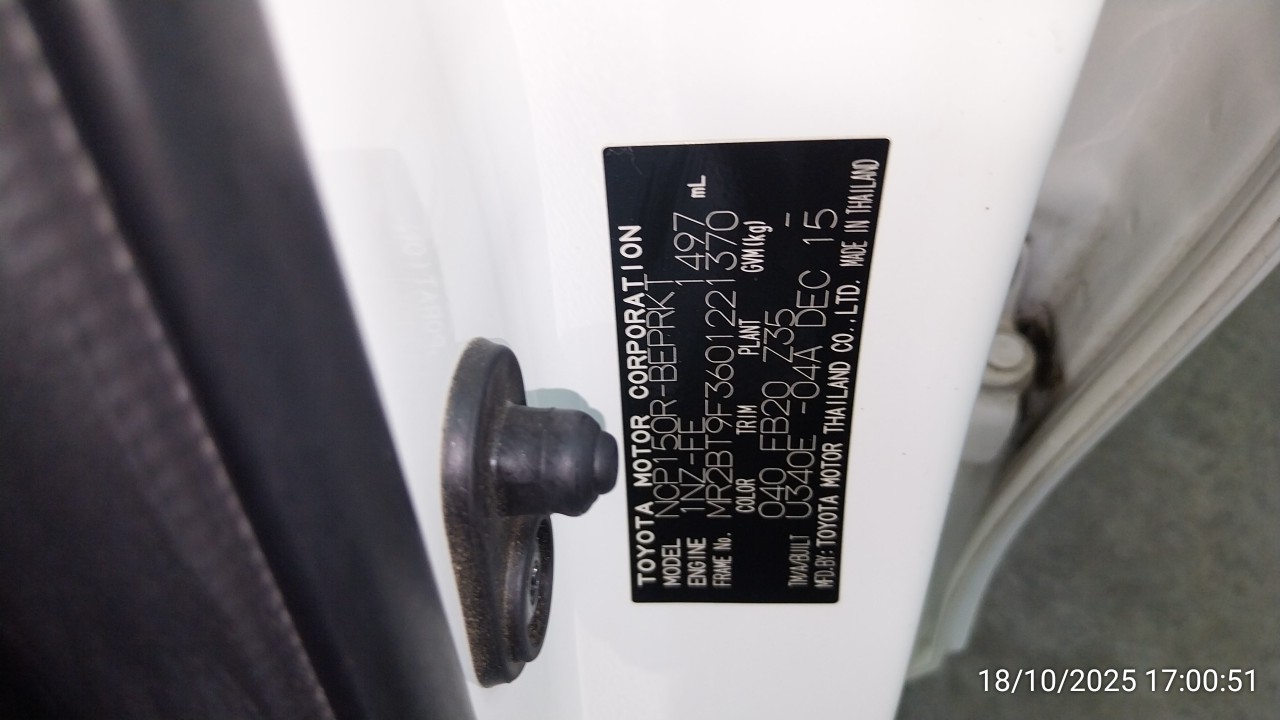 TOYOTA MOTOR CORPORATION
MODEL NCP150R-BEPRKT
ENGINE 1NZ-FE 1497 mL
FRAME No. MR2BT9F3601221370
COLOR TRIM PLANT GVM(kg)
040 FB20 Z35 -
TM/A/BUILT U340E -04A DEC 15
MFD.BY:TOYOTA MOTOR THAILAND CO.,LTD. MADE IN THAILAND
18/10/2025 17:00:51